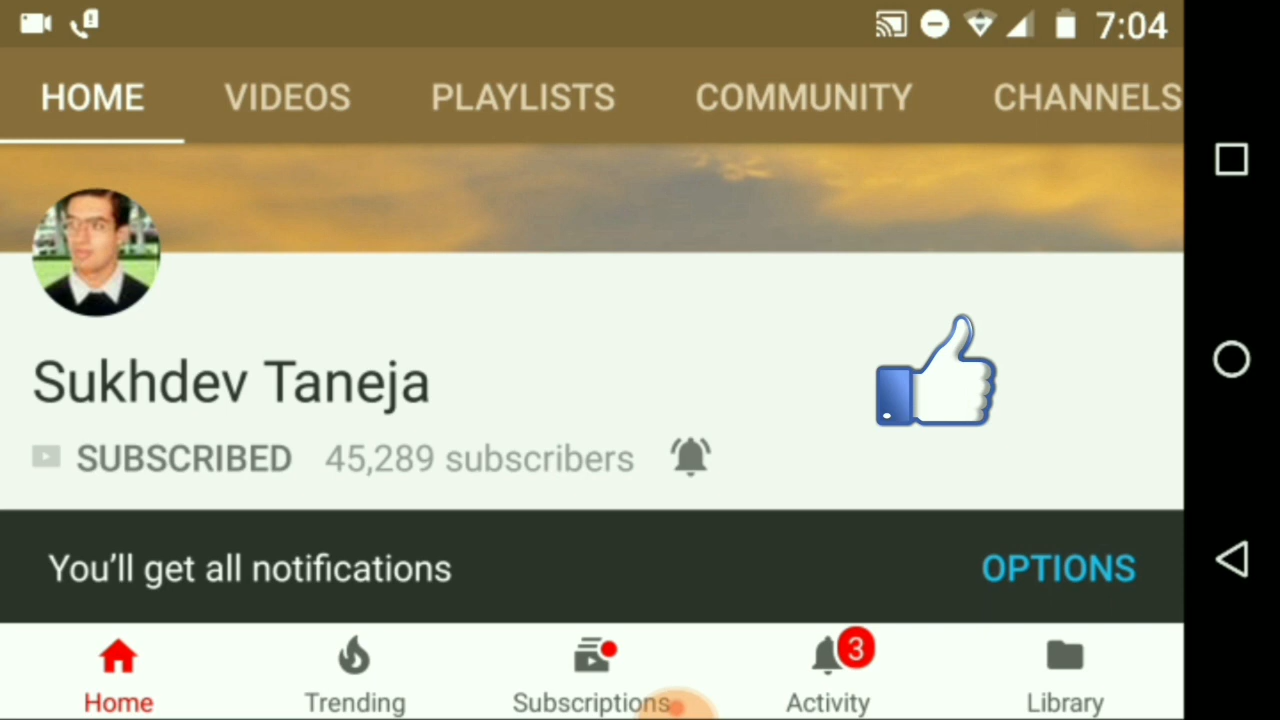 7:04
HOME VIDEOS PLAYLISTS COMMUNITY CHANNELS
Sukhdev Taneja
SUBSCRIBED 45,289 subscribers
You'll get all notifications OPTIONS
3
Home Trending Subscriptions Activity Library